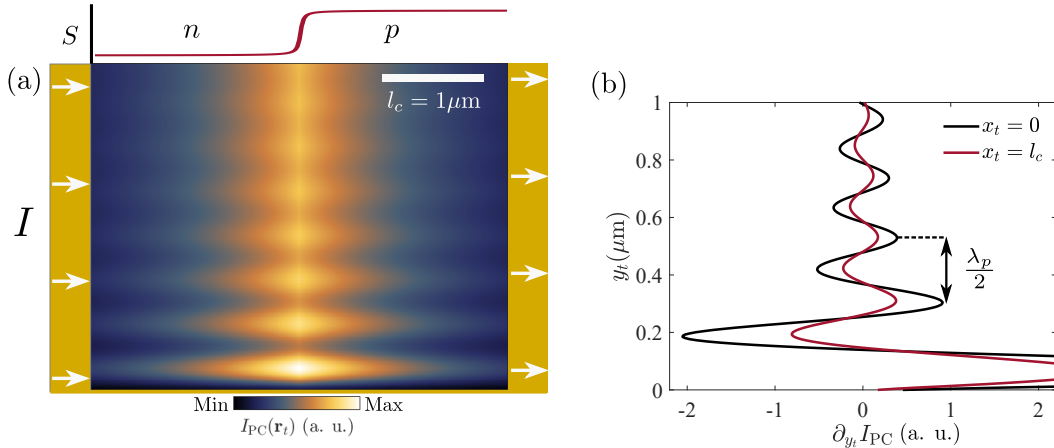 S n p
(a)
l_c = 1μm
I
Min Max
I_PC(r_t) (a. u.)
(b)
1
0.8
0.6
0.4
0.2
0
y_t(μm)
x_t = 0
x_t = l_c
λ_p/2
-2 -1 0 1 2
∂_{y_t} I_PC (a. u.)